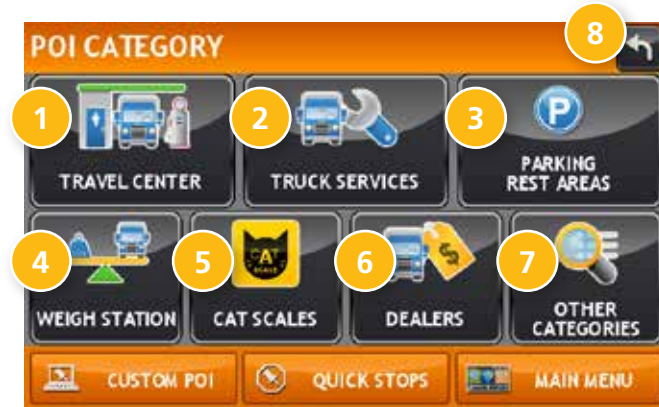 POI CATEGORY
8
1
2
3
TRAVEL CENTER
TRUCK SERVICES
P
PARKING
REST AREAS
4
5
6
7
CAT
SCALE
$
WEIGH STATION
CAT SCALES
DEALERS
OTHER
CATEGORIES
CUSTOM POI
QUICK STOPS
MAIN MENU